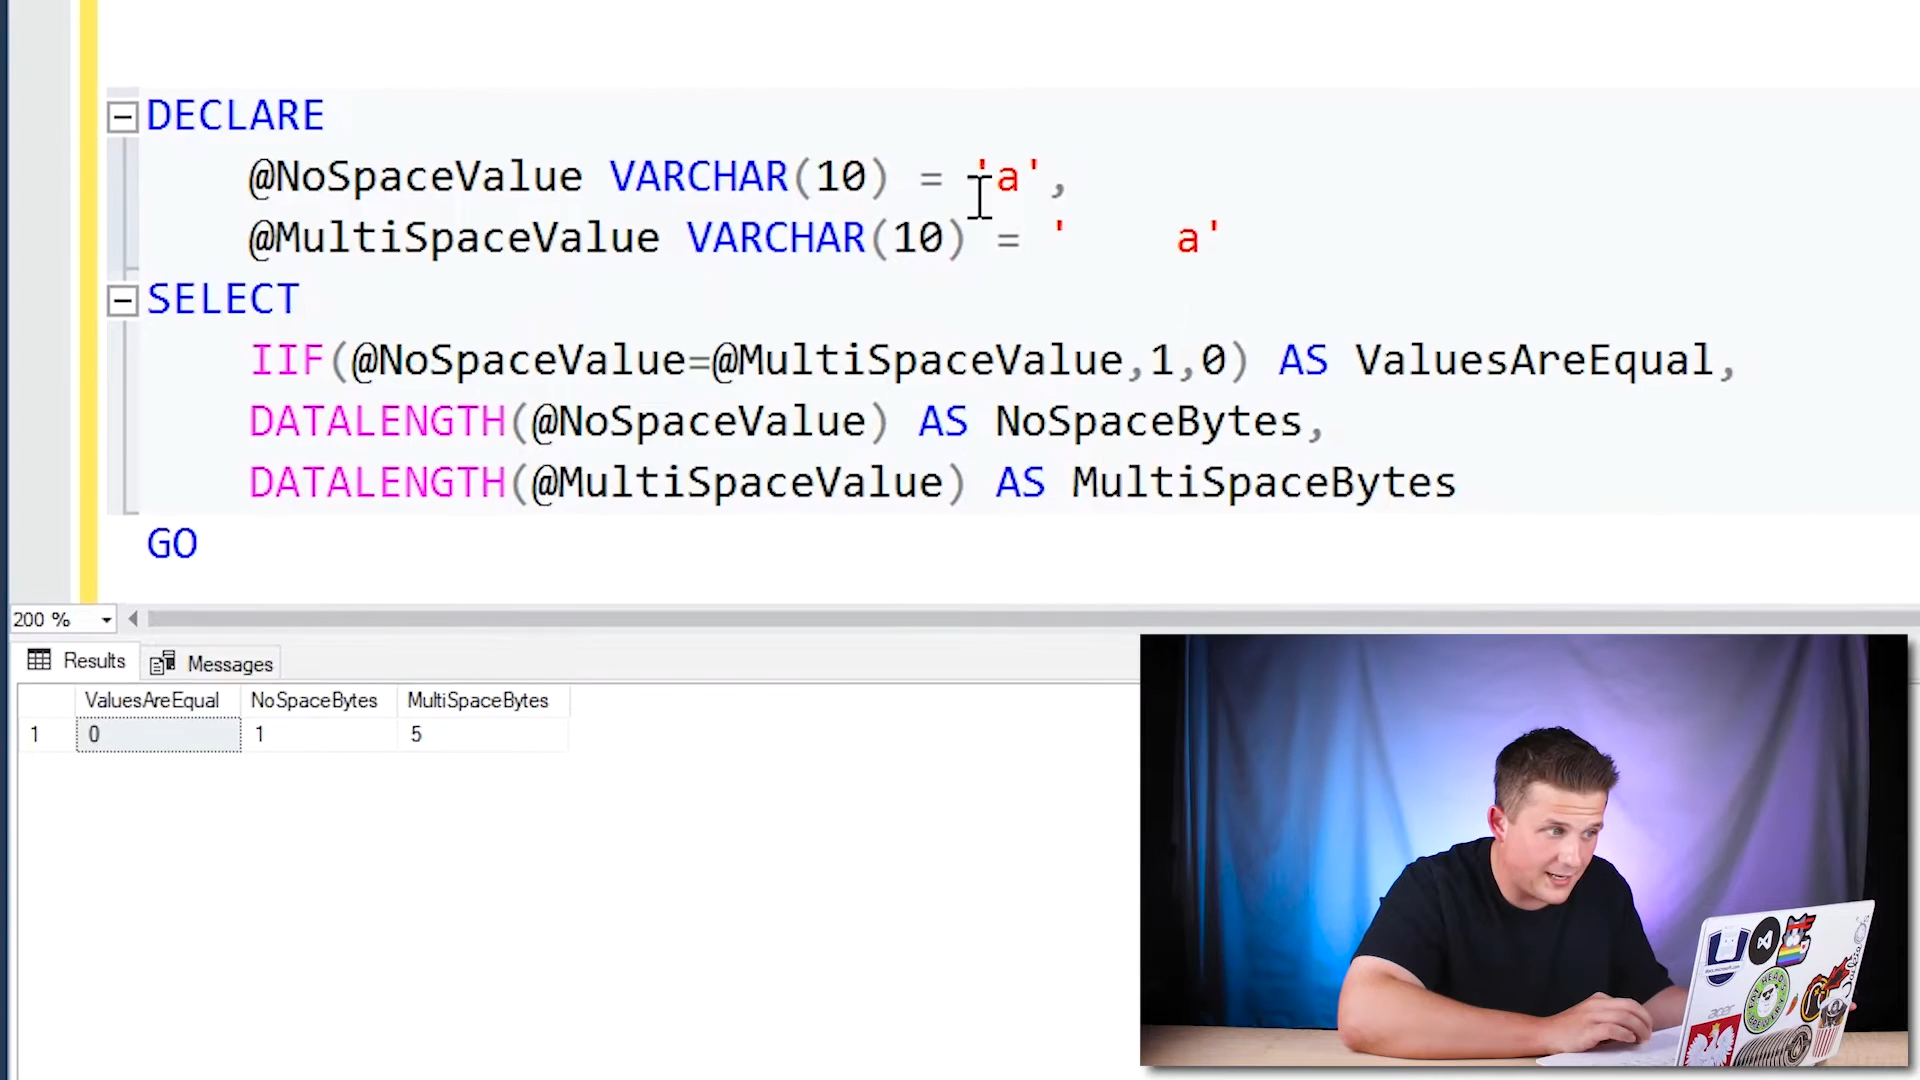 DECLARE
@NoSpaceValue VARCHAR(10) = 'a',
@MultiSpaceValue VARCHAR(10) = '    a'
SELECT
IIF(@NoSpaceValue=@MultiSpaceValue,1,0) AS ValuesAreEqual,
DATALENGTH(@NoSpaceValue) AS NoSpaceBytes,
DATALENGTH(@MultiSpaceValue) AS MultiSpaceBytes
GO
200 %
Results Messages
ValuesAreEqual NoSpaceBytes MultiSpaceBytes
1 0 1 5
acer